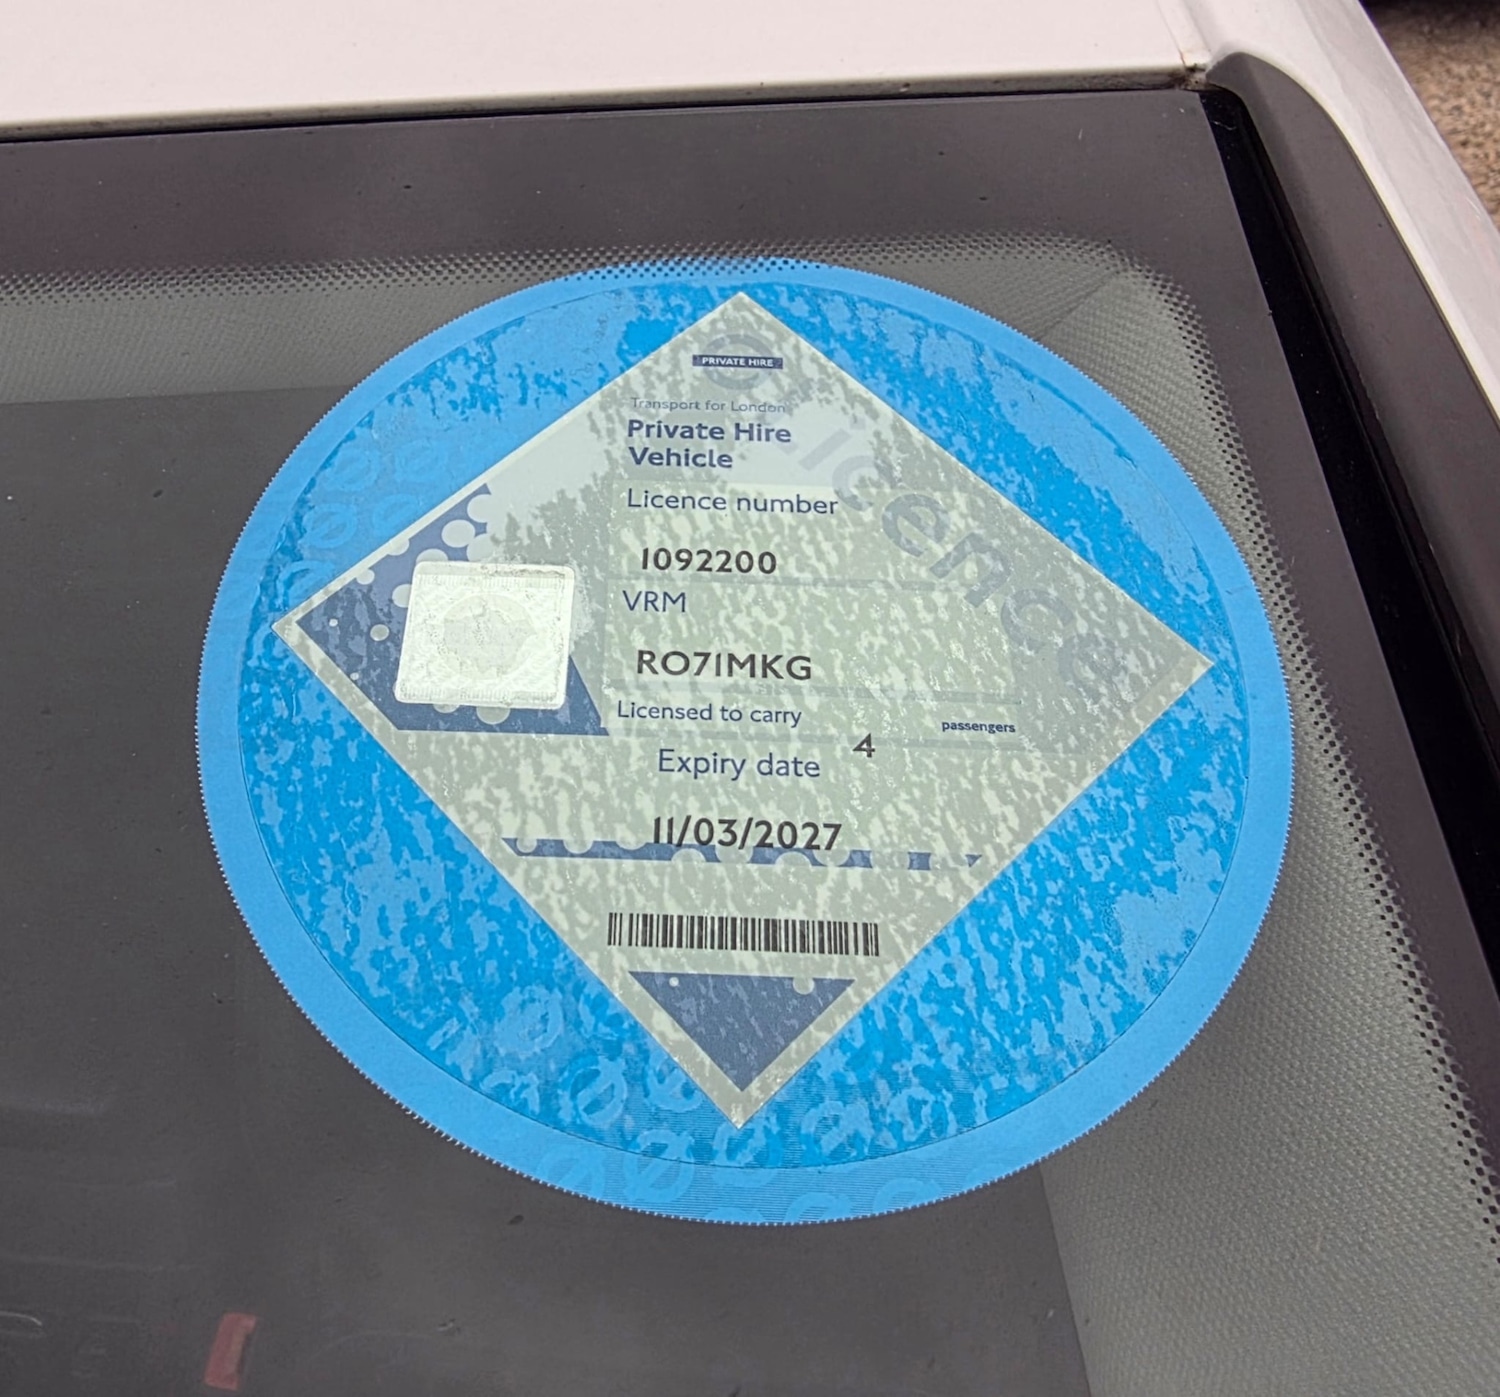 PRIVATE HIRE
Transport for London
Private Hire
Vehicle
Licence number
1092200
VRM
RO71MKG
Licensed to carry
4
passengers
Expiry date
11/03/2027
Licence